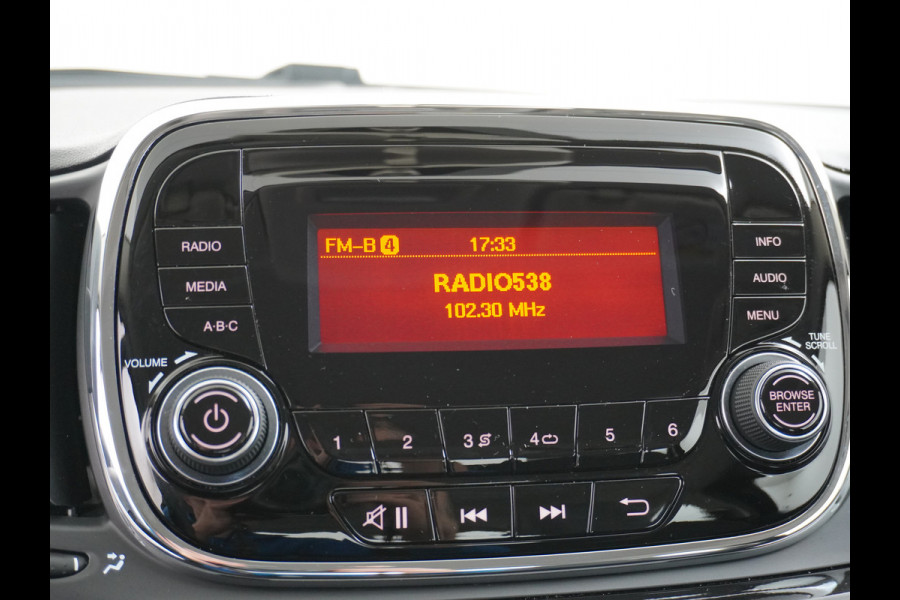 FM-B 4 17:33
RADIO538
102.30 MHz
RADIO
MEDIA
A·B·C
INFO
AUDIO
MENU
VOLUME
TUNE
SCROLL
BROWSE
ENTER
1 2 3 4 5 6